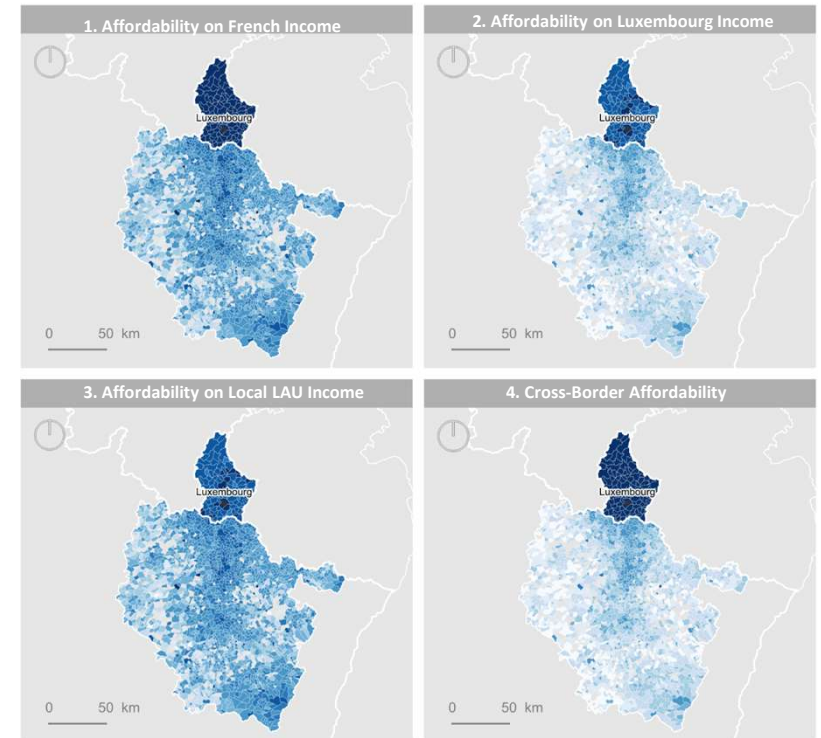 1. Affordability on French Income
2. Affordability on Luxembourg Income
Luxembourg
Luxembourg
0 50 km
0 50 km
3. Affordability on Local LAU Income
4. Cross-Border Affordability
Luxembourg
Luxembourg
0 50 km
0 50 km